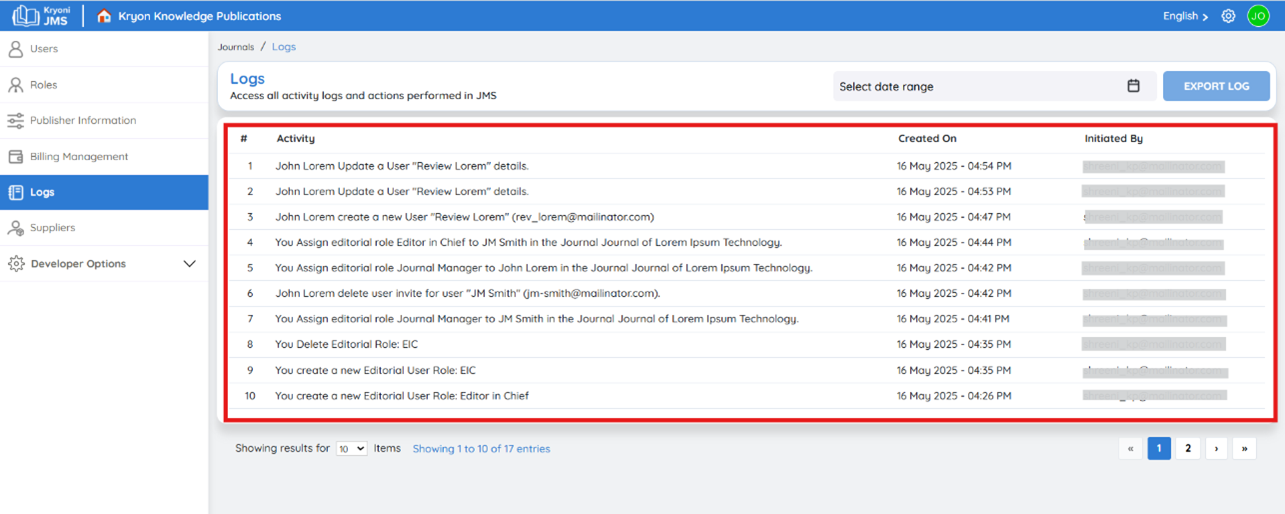 Kryoni JMS Kryon Knowledge Publications English JO
Users
Roles
Publisher Information
Billing Management
Logs
Suppliers
Developer Options
Journals / Logs
Logs
Access all activity logs and actions performed in JMS
Select date range
EXPORT LOG
# Activity Created On Initiated By
1 John Lorem Update a User "Review Lorem" details. 16 May 2025 - 04:54 PM
2 John Lorem Update a User "Review Lorem" details. 16 May 2025 - 04:53 PM
3 John Lorem create a new User "Review Lorem" (rev_lorem@mailinator.com) 16 May 2025 - 04:47 PM
4 You Assign editorial role Editor in Chief to JM Smith in the Journal Journal of Lorem Ipsum Technology. 16 May 2025 - 04:44 PM
5 You Assign editorial role Journal Manager to John Lorem in the Journal Journal of Lorem Ipsum Technology. 16 May 2025 - 04:42 PM
6 John Lorem delete user invite for user "JM Smith" (jm-smith@mailinator.com). 16 May 2025 - 04:42 PM
7 You Assign editorial role Journal Manager to JM Smith in the Journal Journal of Lorem Ipsum Technology. 16 May 2025 - 04:41 PM
8 You Delete Editorial Role: EIC 16 May 2025 - 04:35 PM
9 You create a new Editorial User Role: EIC 16 May 2025 - 04:35 PM
10 You create a new Editorial User Role: Editor in Chief 16 May 2025 - 04:26 PM
Showing results for 10 Items Showing 1 to 10 of 17 entries « 1 2 › »